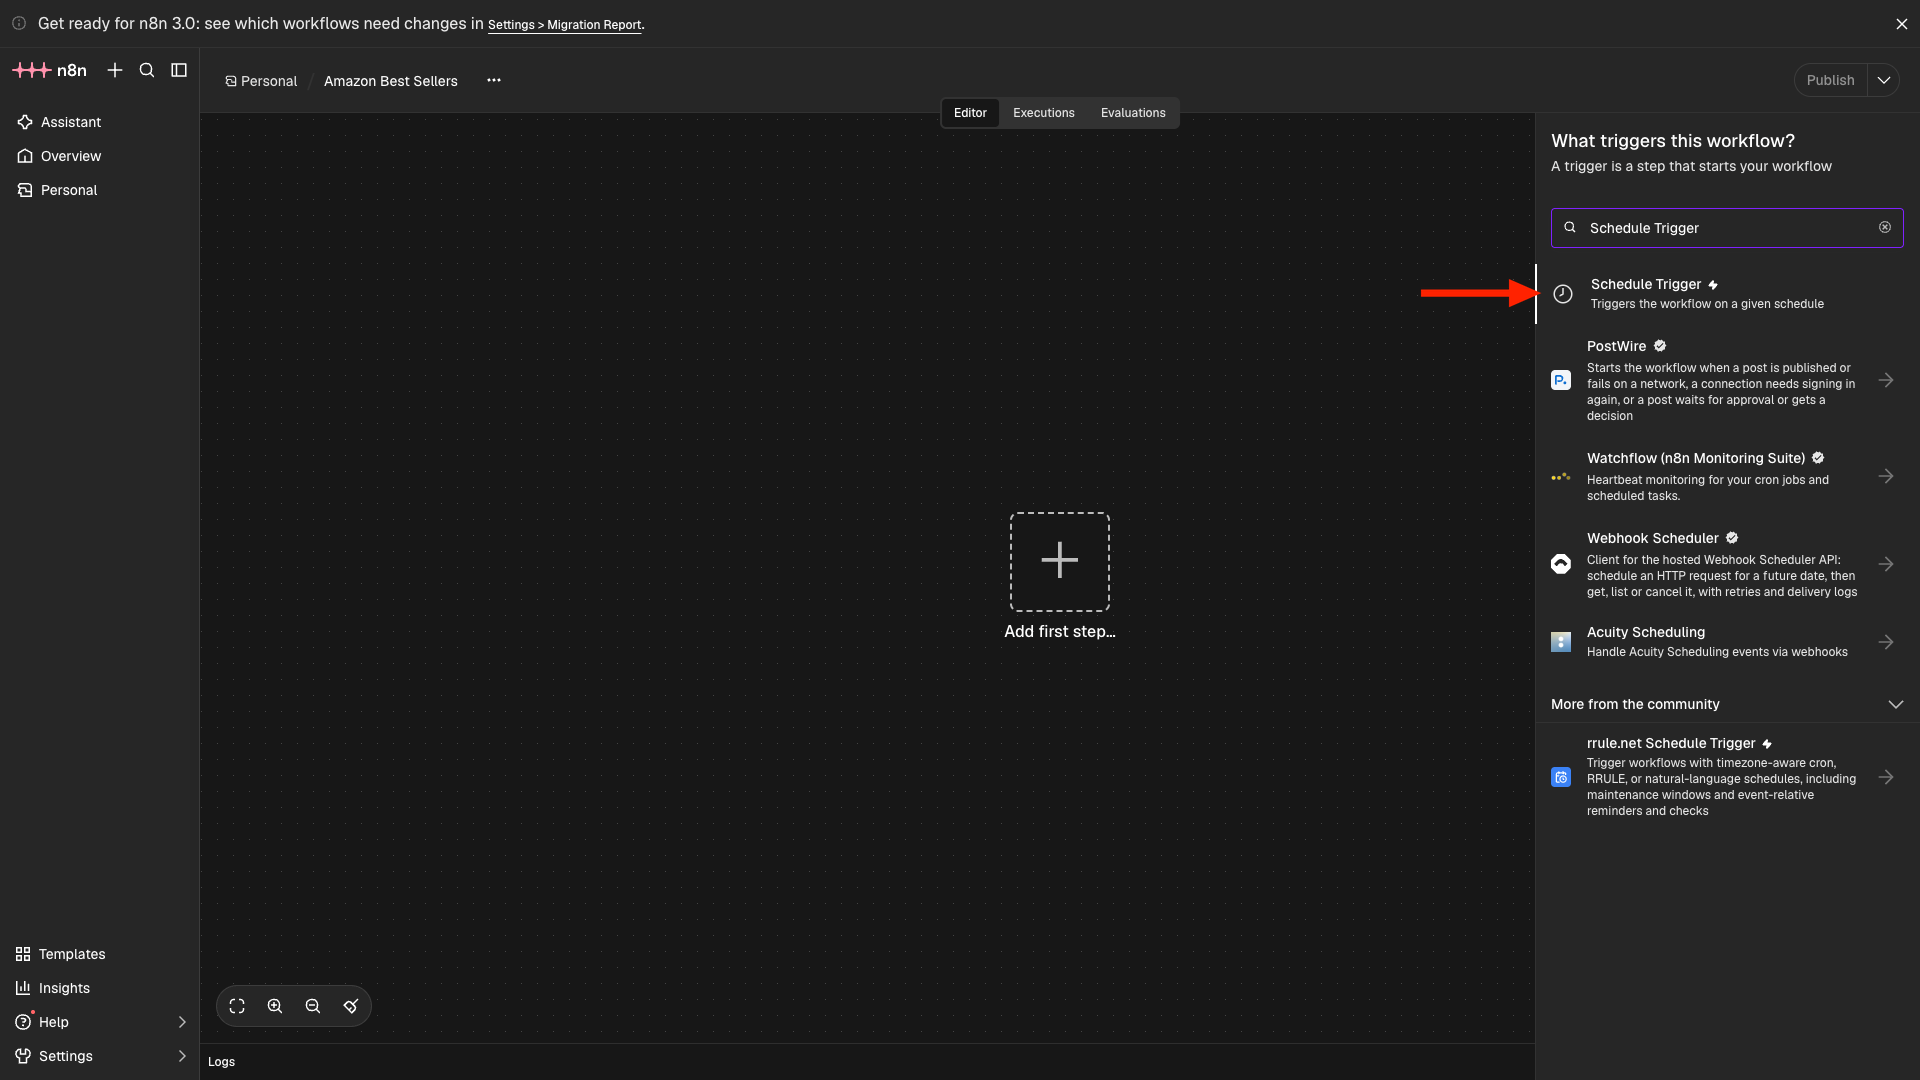 Get ready for n8n 3.0: see which workflows need changes in Settings > Migration Report.
n8n
Personal / Amazon Best Sellers ...
Publish
Assistant
Overview
Personal
Editor
Executions
Evaluations
What triggers this workflow?
A trigger is a step that starts your workflow
Schedule Trigger
Schedule Trigger
Triggers the workflow on a given schedule
PostWire
Starts the workflow when a post is published or
fails on a network, a connection needs signing in
again, or a post waits for approval or gets a
decision
Watchflow (n8n Monitoring Suite)
Heartbeat monitoring for your cron jobs and
scheduled tasks.
Webhook Scheduler
Client for the hosted Webhook Scheduler API:
schedule an HTTP request for a future date, then
get, list or cancel it, with retries and delivery logs
Acuity Scheduling
Handle Acuity Scheduling events via webhooks
More from the community
rrule.net Schedule Trigger
Trigger workflows with timezone-aware cron,
RRULE, or natural-language schedules, including
maintenance windows and event-relative
reminders and checks
Add first step...
Templates
Insights
Help
Settings
Logs